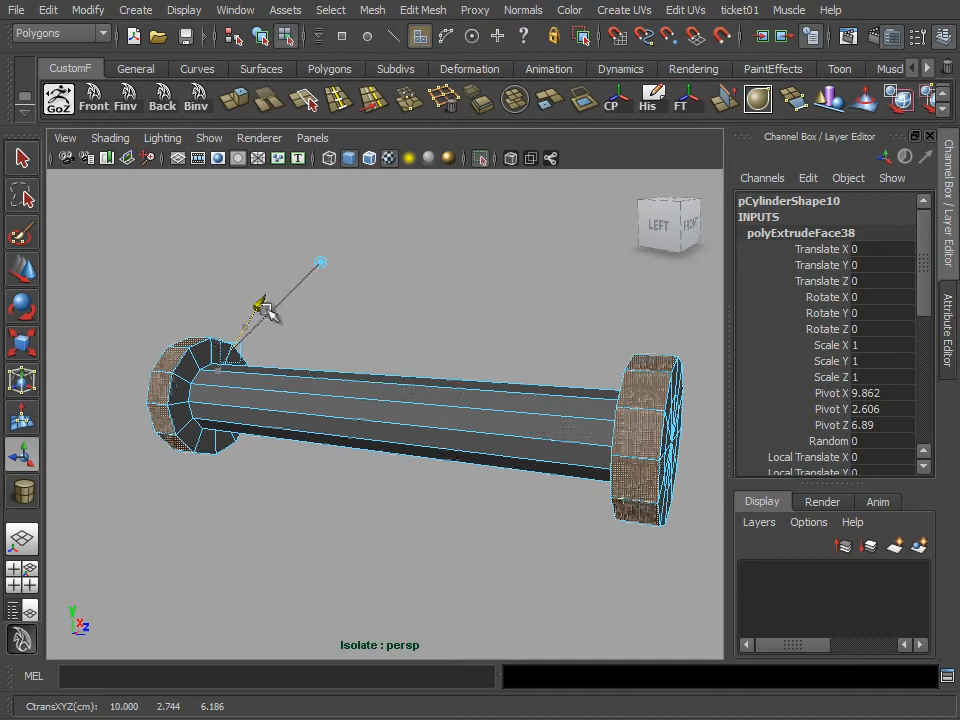 File Edit Modify Create Display Window Assets Select Mesh Edit Mesh Proxy Normals Color Create UVs Edit UVs ticket01 Muscle Help
Polygons
CustomF General Curves Surfaces Polygons Subdivs Deformation Animation Dynamics Rendering PaintEffects Toon Muscl
GoZ Front Finv Back Binv CP His FT
View Shading Lighting Show Renderer Panels
LEFT FRONT
y
x
z
Isolate : persp
Channel Box / Layer Editor
Channels Edit Object Show
pCylinderShape10
INPUTS
polyExtrudeFace38
Translate X 0
Translate Y 0
Translate Z 0
Rotate X 0
Rotate Y 0
Rotate Z 0
Scale X 1
Scale Y 1
Scale Z 1
Pivot X 9.862
Pivot Y 2.606
Pivot Z 6.89
Random 0
Local Translate X 0
Local Translate Y 0
Display Render Anim
Layers Options Help
Channel Box / Layer Editor
Attribute Editor
MEL
CtransXYZ(cm): 10.000 2.744 6.186